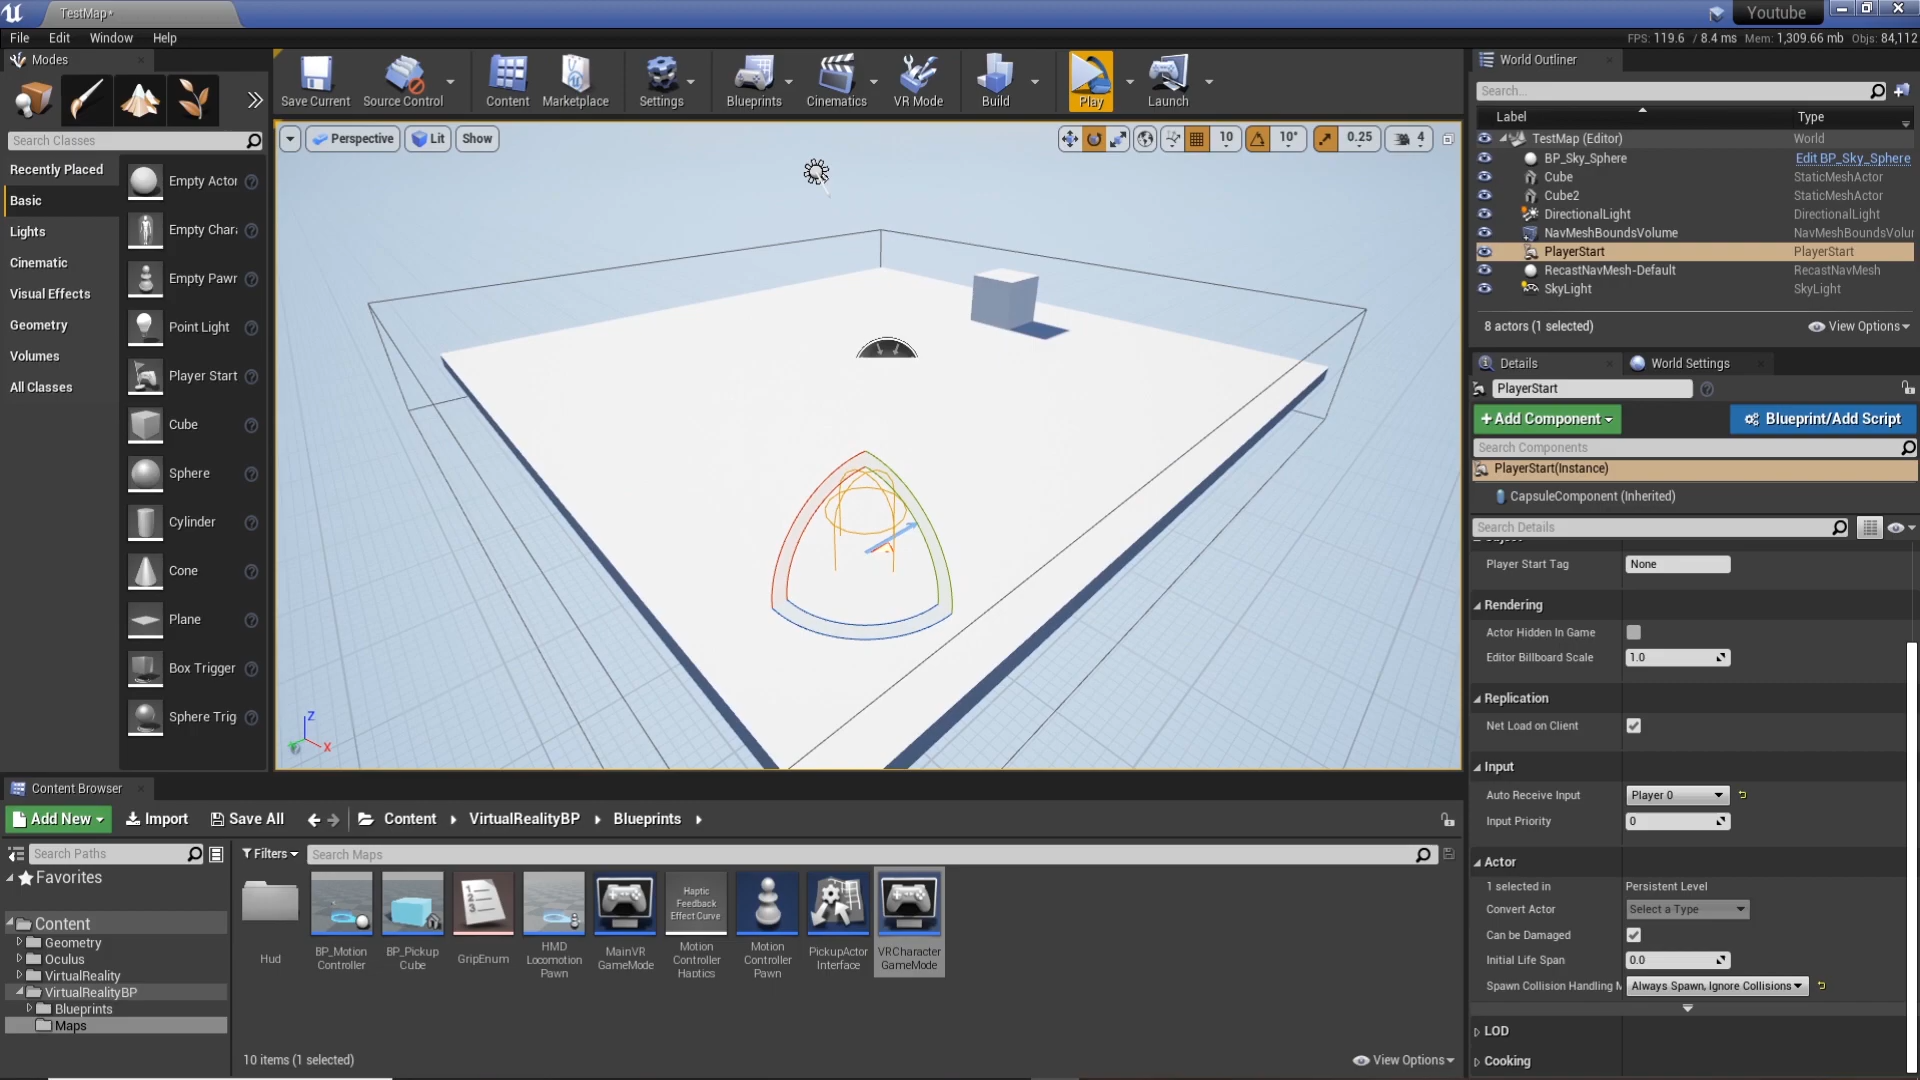 TestMap*
Youtube
File
Edit
Window
Help
FPS: 119.6 / 8.4 ms Mem: 1,309.66 mb Objs: 84,112
Modes
Save Current
Source Control
Content
Marketplace
Settings
Blueprints
Cinematics
VR Mode
Build
Play
Launch
Search Classes
Recently Placed
Basic
Lights
Cinematic
Visual Effects
Geometry
Volumes
All Classes
Empty Actor
Empty Chara
Empty Pawn
Point Light
Player Start
Cube
Sphere
Cylinder
Cone
Plane
Box Trigger
Sphere Trig
Perspective
Lit
Show
10
10°
0.25
4
Z
X
World Outliner
Search...
Label
Type
TestMap (Editor)
World
BP_Sky_Sphere
Edit BP_Sky_Sphere
Cube
StaticMeshActor
Cube2
StaticMeshActor
DirectionalLight
DirectionalLight
NavMeshBoundsVolume
NavMeshBoundsVolur
PlayerStart
PlayerStart
RecastNavMesh-Default
RecastNavMesh
SkyLight
SkyLight
8 actors (1 selected)
View Options
Details
World Settings
PlayerStart
+Add Component
Blueprint/Add Script
Search Components
PlayerStart(Instance)
CapsuleComponent (Inherited)
Search Details
Object
Player Start Tag
None
Rendering
Actor Hidden In Game
Editor Billboard Scale
1.0
Replication
Net Load on Client
Input
Auto Receive Input
Player 0
Input Priority
0
Actor
1 selected in
Persistent Level
Convert Actor
Select a Type
Can be Damaged
Initial Life Span
0.0
Spawn Collision Handling M
Always Spawn, Ignore Collisions
LOD
Cooking
Content Browser
Add New
Import
Save All
Content
VirtualRealityBP
Blueprints
Search Paths
Filters
Search Maps
Favorites
Content
Geometry
Oculus
VirtualReality
VirtualRealityBP
Blueprints
Maps
Hud
BP_Motion
Controller
BP_Pickup
Cube
GripEnum
HMD
Locomotion
Pawn
MainVR
GameMode
Haptic
Feedback
Effect Curve
Motion
Controller
Haptics
Motion
Controller
Pawn
PickupActor
Interface
VRCharacter
GameMode
10 items (1 selected)
View Options